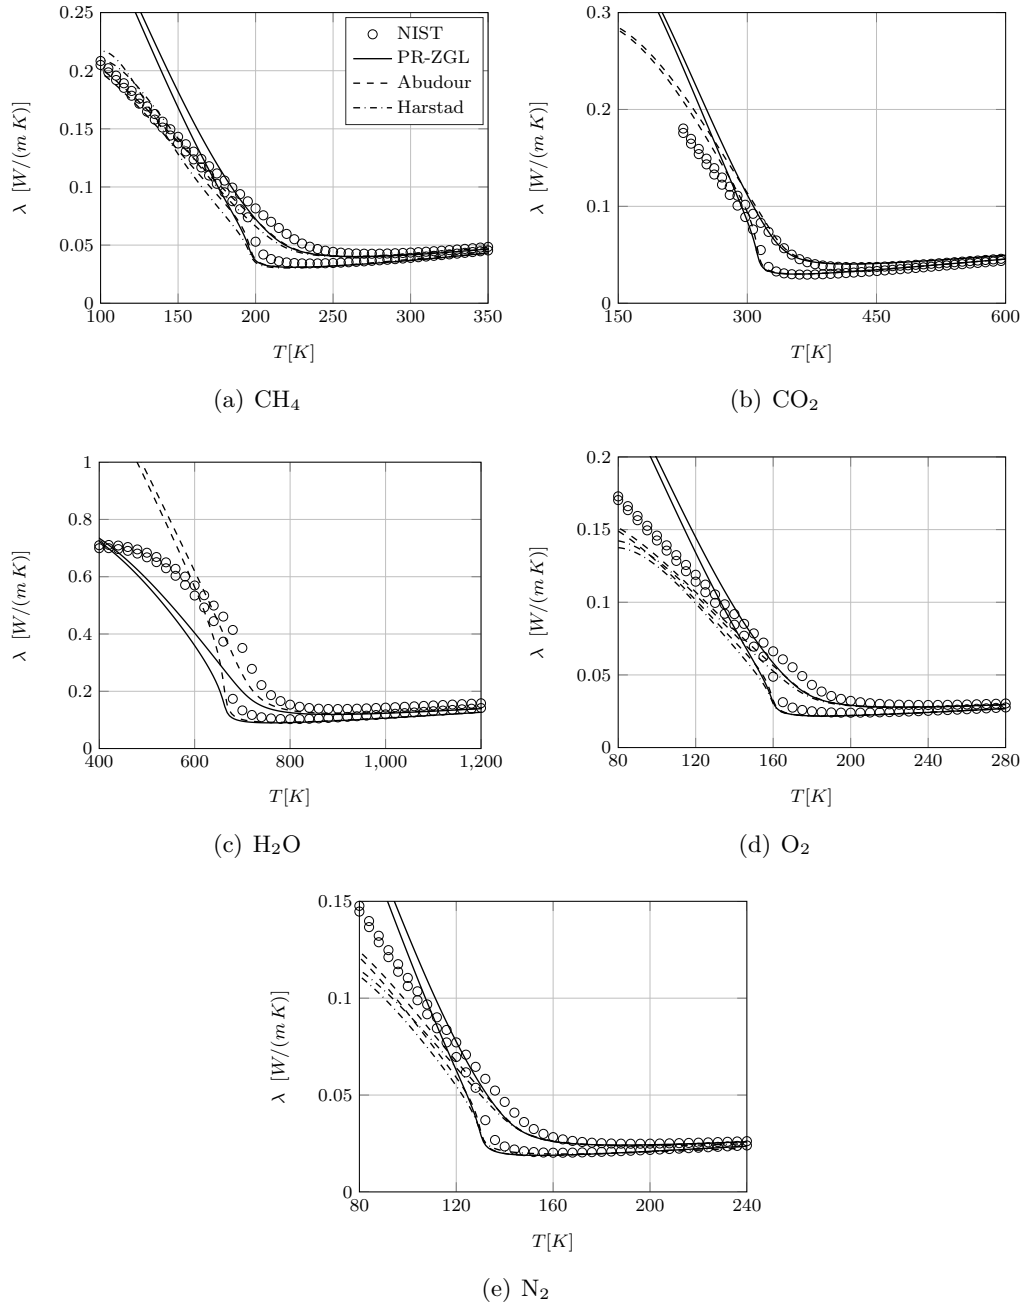 0.25
0.2
0.15
0.1
0.05
0
λ [W/(m K)]
NIST
PR-ZGL
Abudour
Harstad
100 150 200 250 300 350
T[K]
(a) CH₄
0.3
0.2
0.1
0
λ [W/(m K)]
150 300 450 600
T[K]
(b) CO₂
1
0.8
0.6
0.4
0.2
0
λ [W/(m K)]
400 600 800 1,000 1,200
T[K]
(c) H₂O
0.2
0.15
0.1
0.05
0
λ [W/(m K)]
80 120 160 200 240 280
T[K]
(d) O₂
0.15
0.1
0.05
0
λ [W/(m K)]
80 120 160 200 240
T[K]
(e) N₂